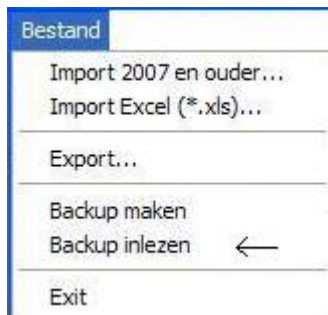 Bestand
Import 2007 en ouder...
Import Excel (*.xls)...
Export...
Backup maken
Backup inlezen
Exit